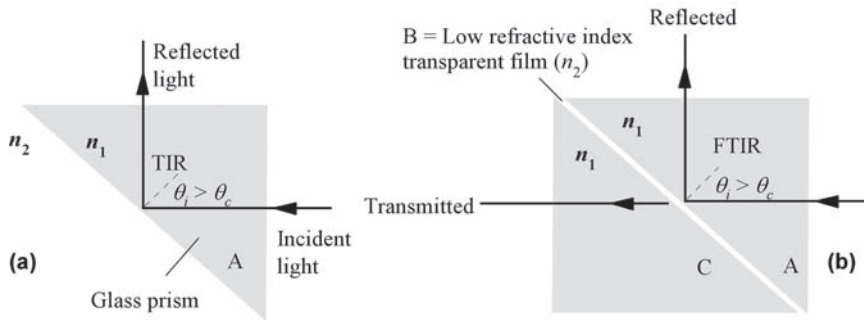 Reflected
light
n₂
n₁
TIR
θᵢ > θc
Incident
light
A
Glass prism
(a)
Reflected
B = Low refractive index
transparent film (n₂)
n₁
n₁
FTIR
θᵢ > θc
Transmitted
C
A
(b)